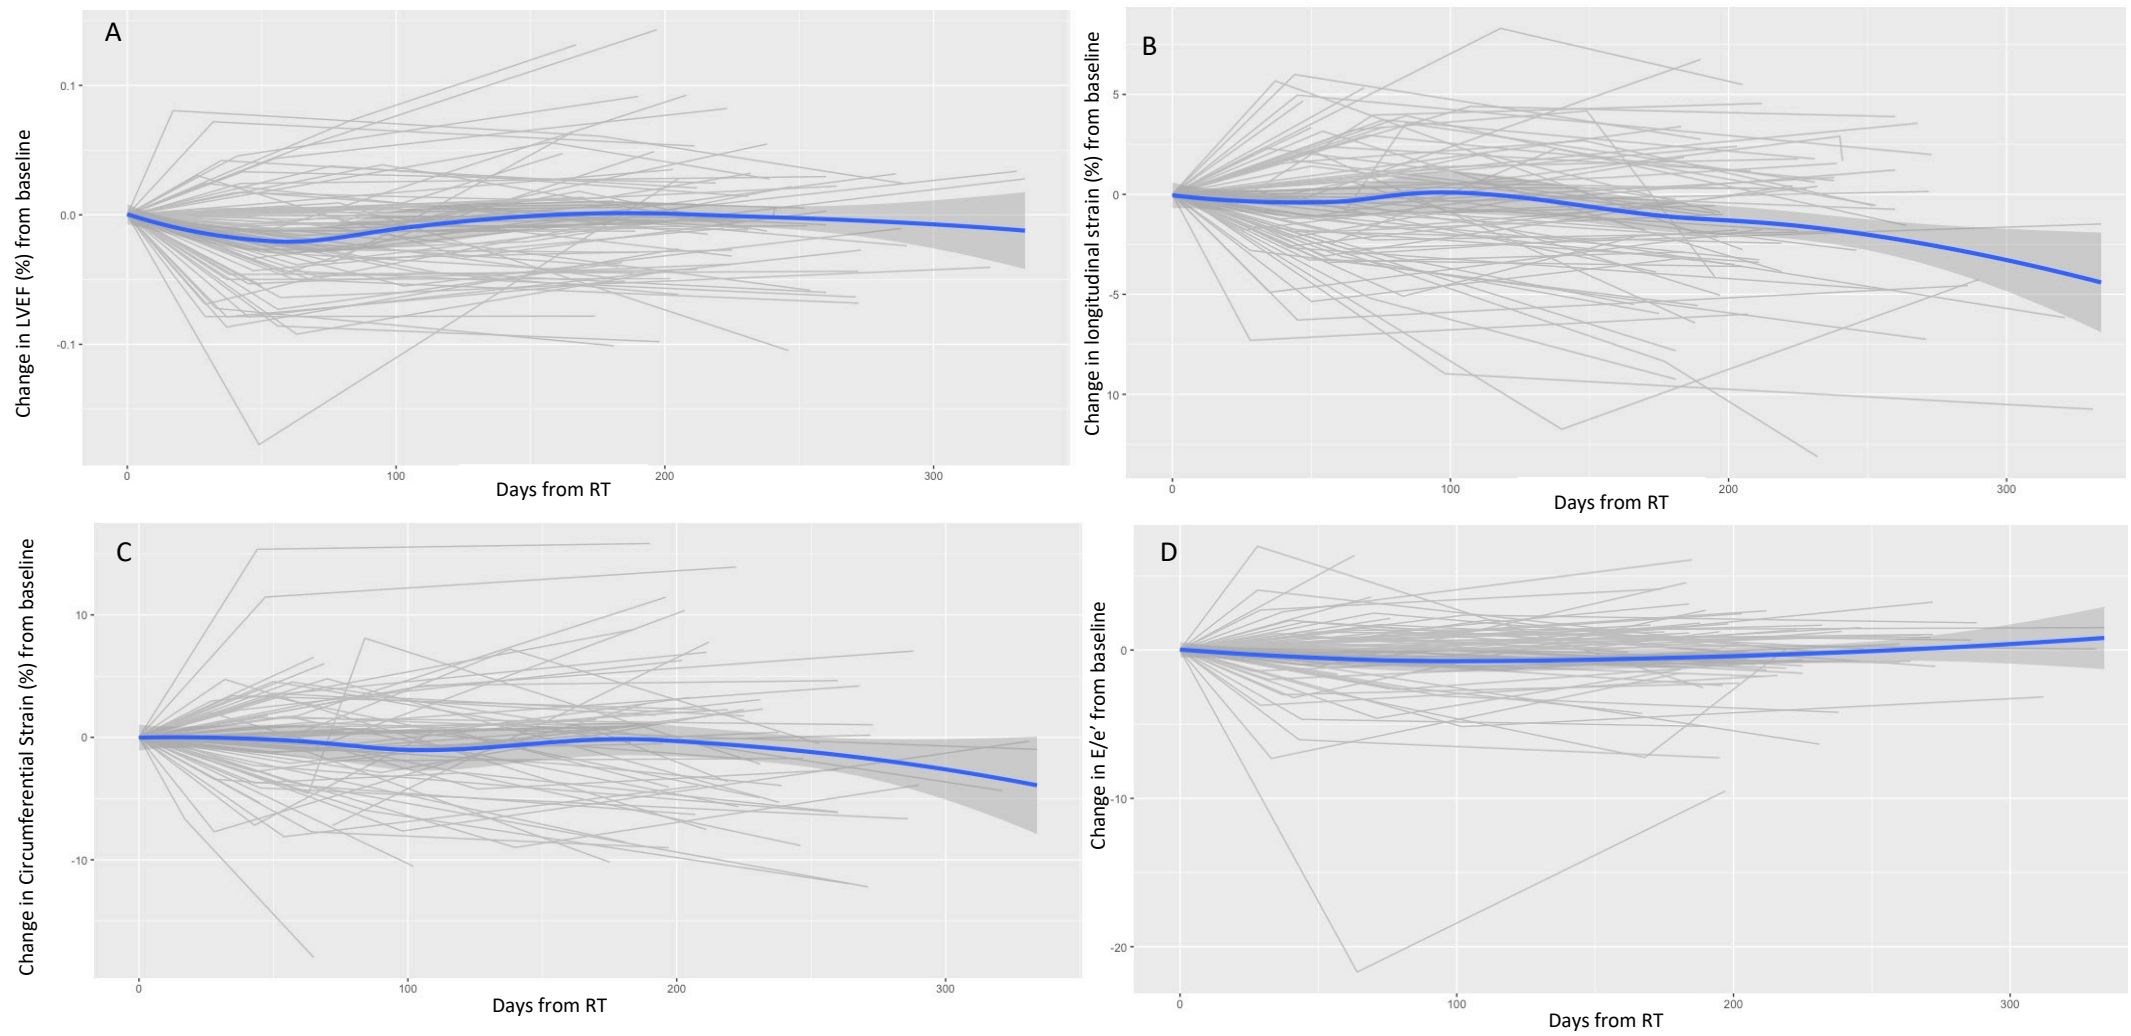 A
Change in LVEF (%) from baseline
0.1
0.0
-0.1
0
100
200
300
Days from RT
B
Change in longitudinal strain (%) from baseline
5
0
-5
10
0
100
200
300
Days from RT
C
Change in Circumferential Strain (%) from baseline
10
0
-10
0
100
200
300
Days from RT
D
Change in E/e’ from baseline
0
-10
-20
0
100
200
300
Days from RT